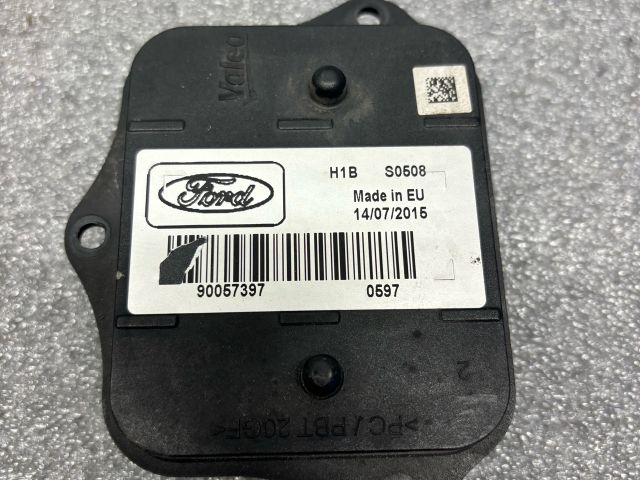 Valeo
Ford
H1B S0508
Made in EU
14/07/2015
90057397 0597
2
>PC/PBT 20GF<